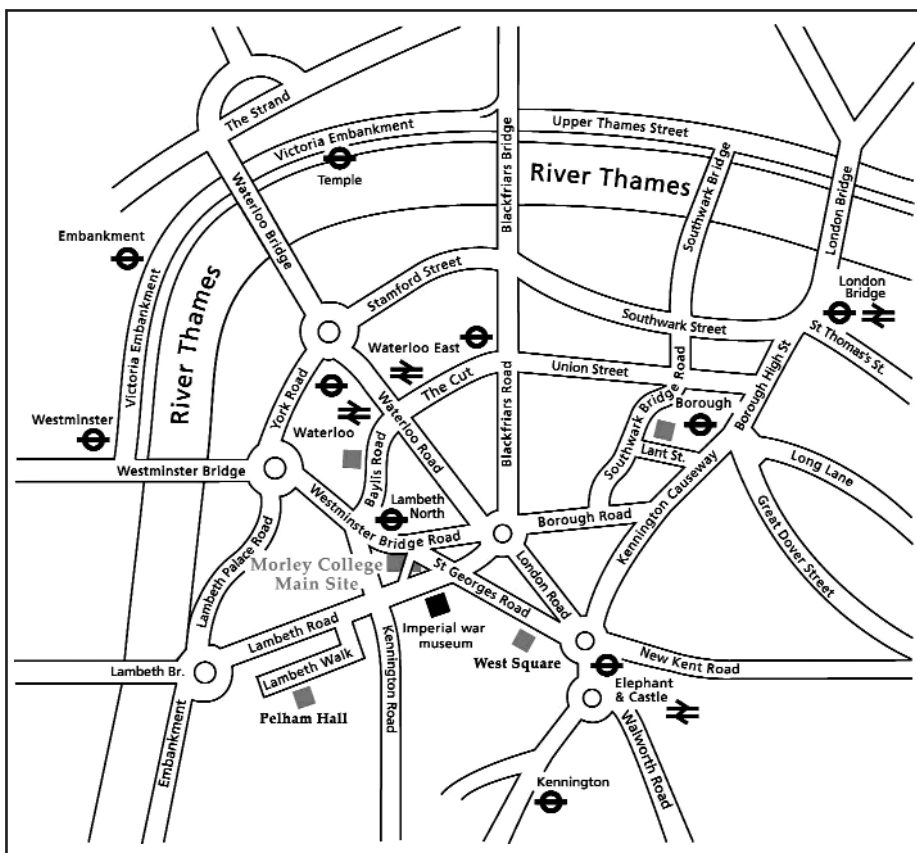 The Strand
Victoria Embankment
Upper Thames Street
Temple
River Thames
Blackfriars Bridge
Southwark Bridge
London Bridge
Waterloo Bridge
Embankment
Victoria Embankment
River Thames
Stamford Street
London
Bridge
Southwark Street
St Thomas's St.
Waterloo East
The Cut
Union Street
Borough High St
York Road
Waterloo
Waterloo Road
Blackfriars Road
Southwark Bridge Road
Borough
Westminster
Westminster Bridge
Baylis Road
Lant St.
Long Lane
Lambeth
North
Westminster Bridge Road
Borough Road
Kennington Causeway
Great Dover Street
Lambeth Palace Road
Morley College
Main Site
St Georges Road
London Road
Lambeth Road
Imperial war
museum
West Square
New Kent Road
Lambeth Br.
Lambeth Walk
Kennington Road
Elephant
& Castle
Pelham Hall
Embankment
Walworth Road
Kennington